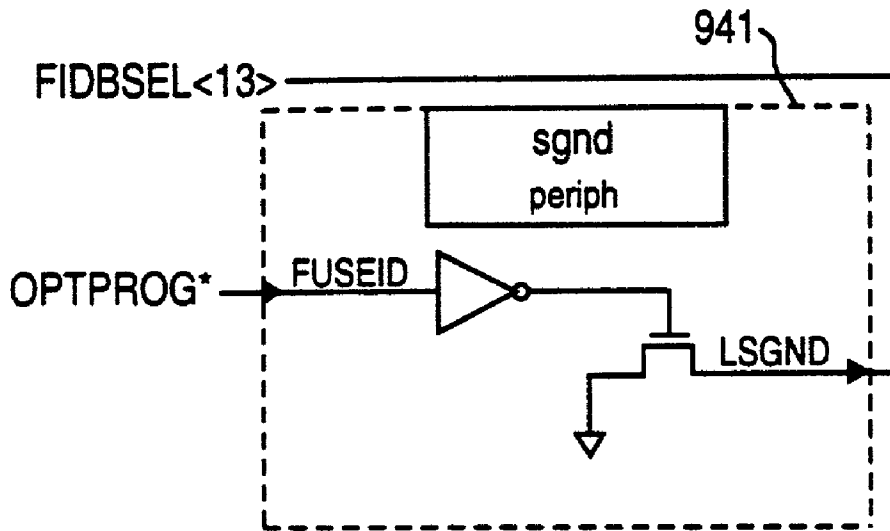 941
FIDBSEL<13>
sgnd
periph
OPTPROG*
FUSEID
LSGND